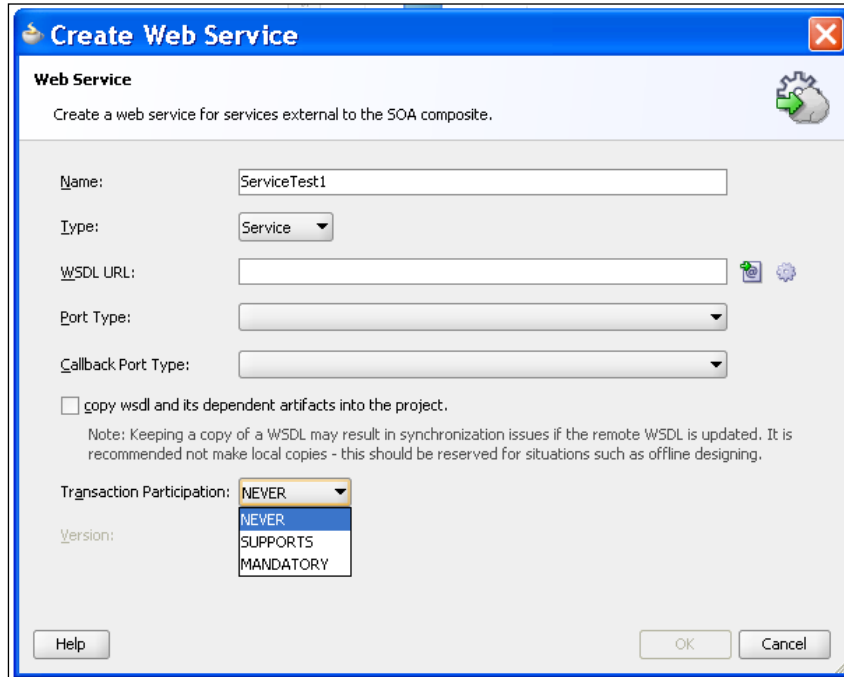 Create Web Service
Web Service
Create a web service for services external to the SOA composite.
Name: ServiceTest1
Type: Service
WSDL URL:
Port Type:
Callback Port Type:
copy wsdl and its dependent artifacts into the project.
Note: Keeping a copy of a WSDL may result in synchronization issues if the remote WSDL is updated. It is
recommended not make local copies - this should be reserved for situations such as offline designing.
Transaction Participation: NEVER
NEVER
Version:
SUPPORTS
MANDATORY
Help OK Cancel